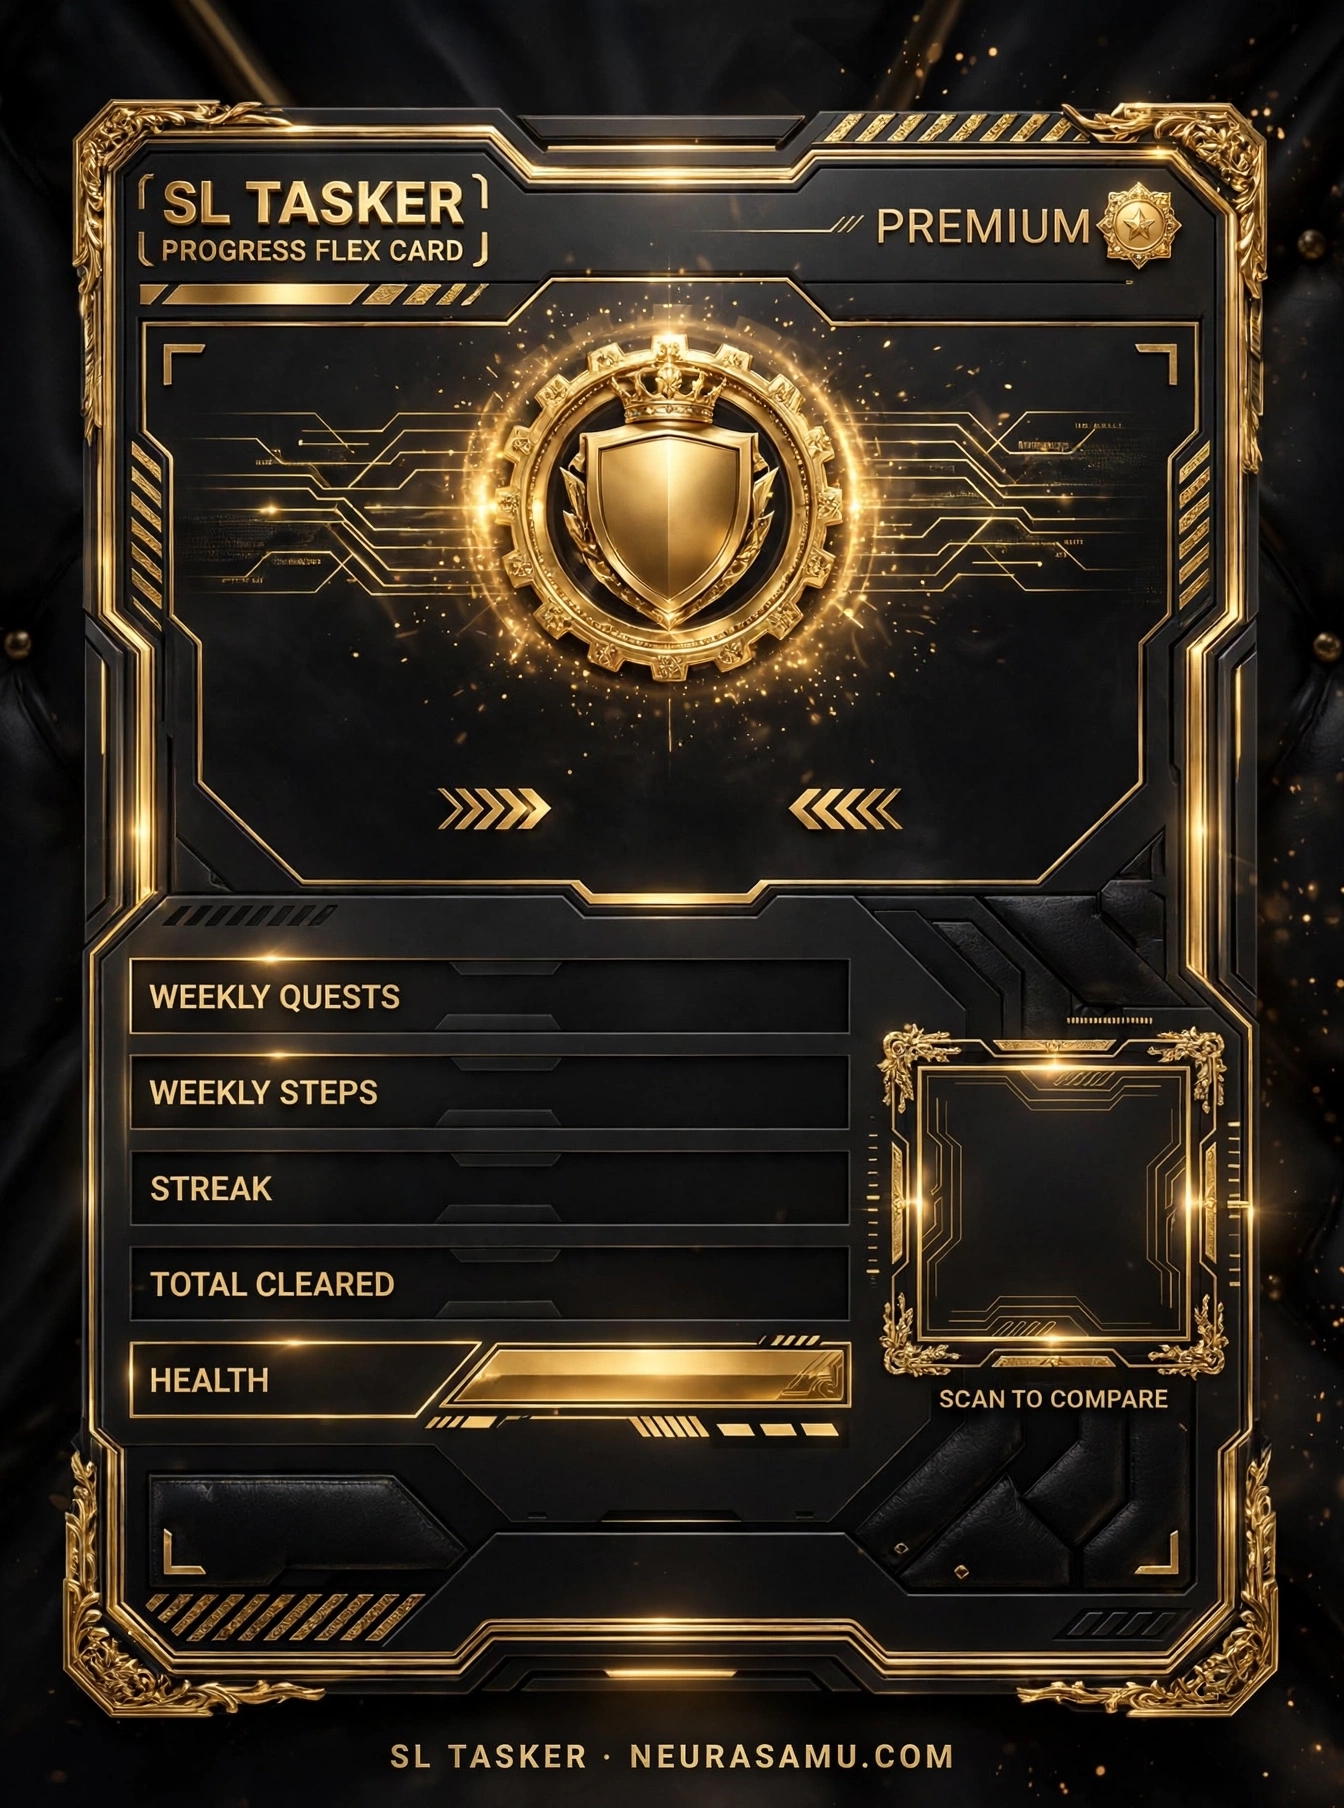 SL TASKER
PROGRESS FLEX CARD
PREMIUM
WEEKLY QUESTS
WEEKLY STEPS
STREAK
TOTAL CLEARED
HEALTH
SCAN TO COMPARE
SL TASKER · NEURASAMU.COM